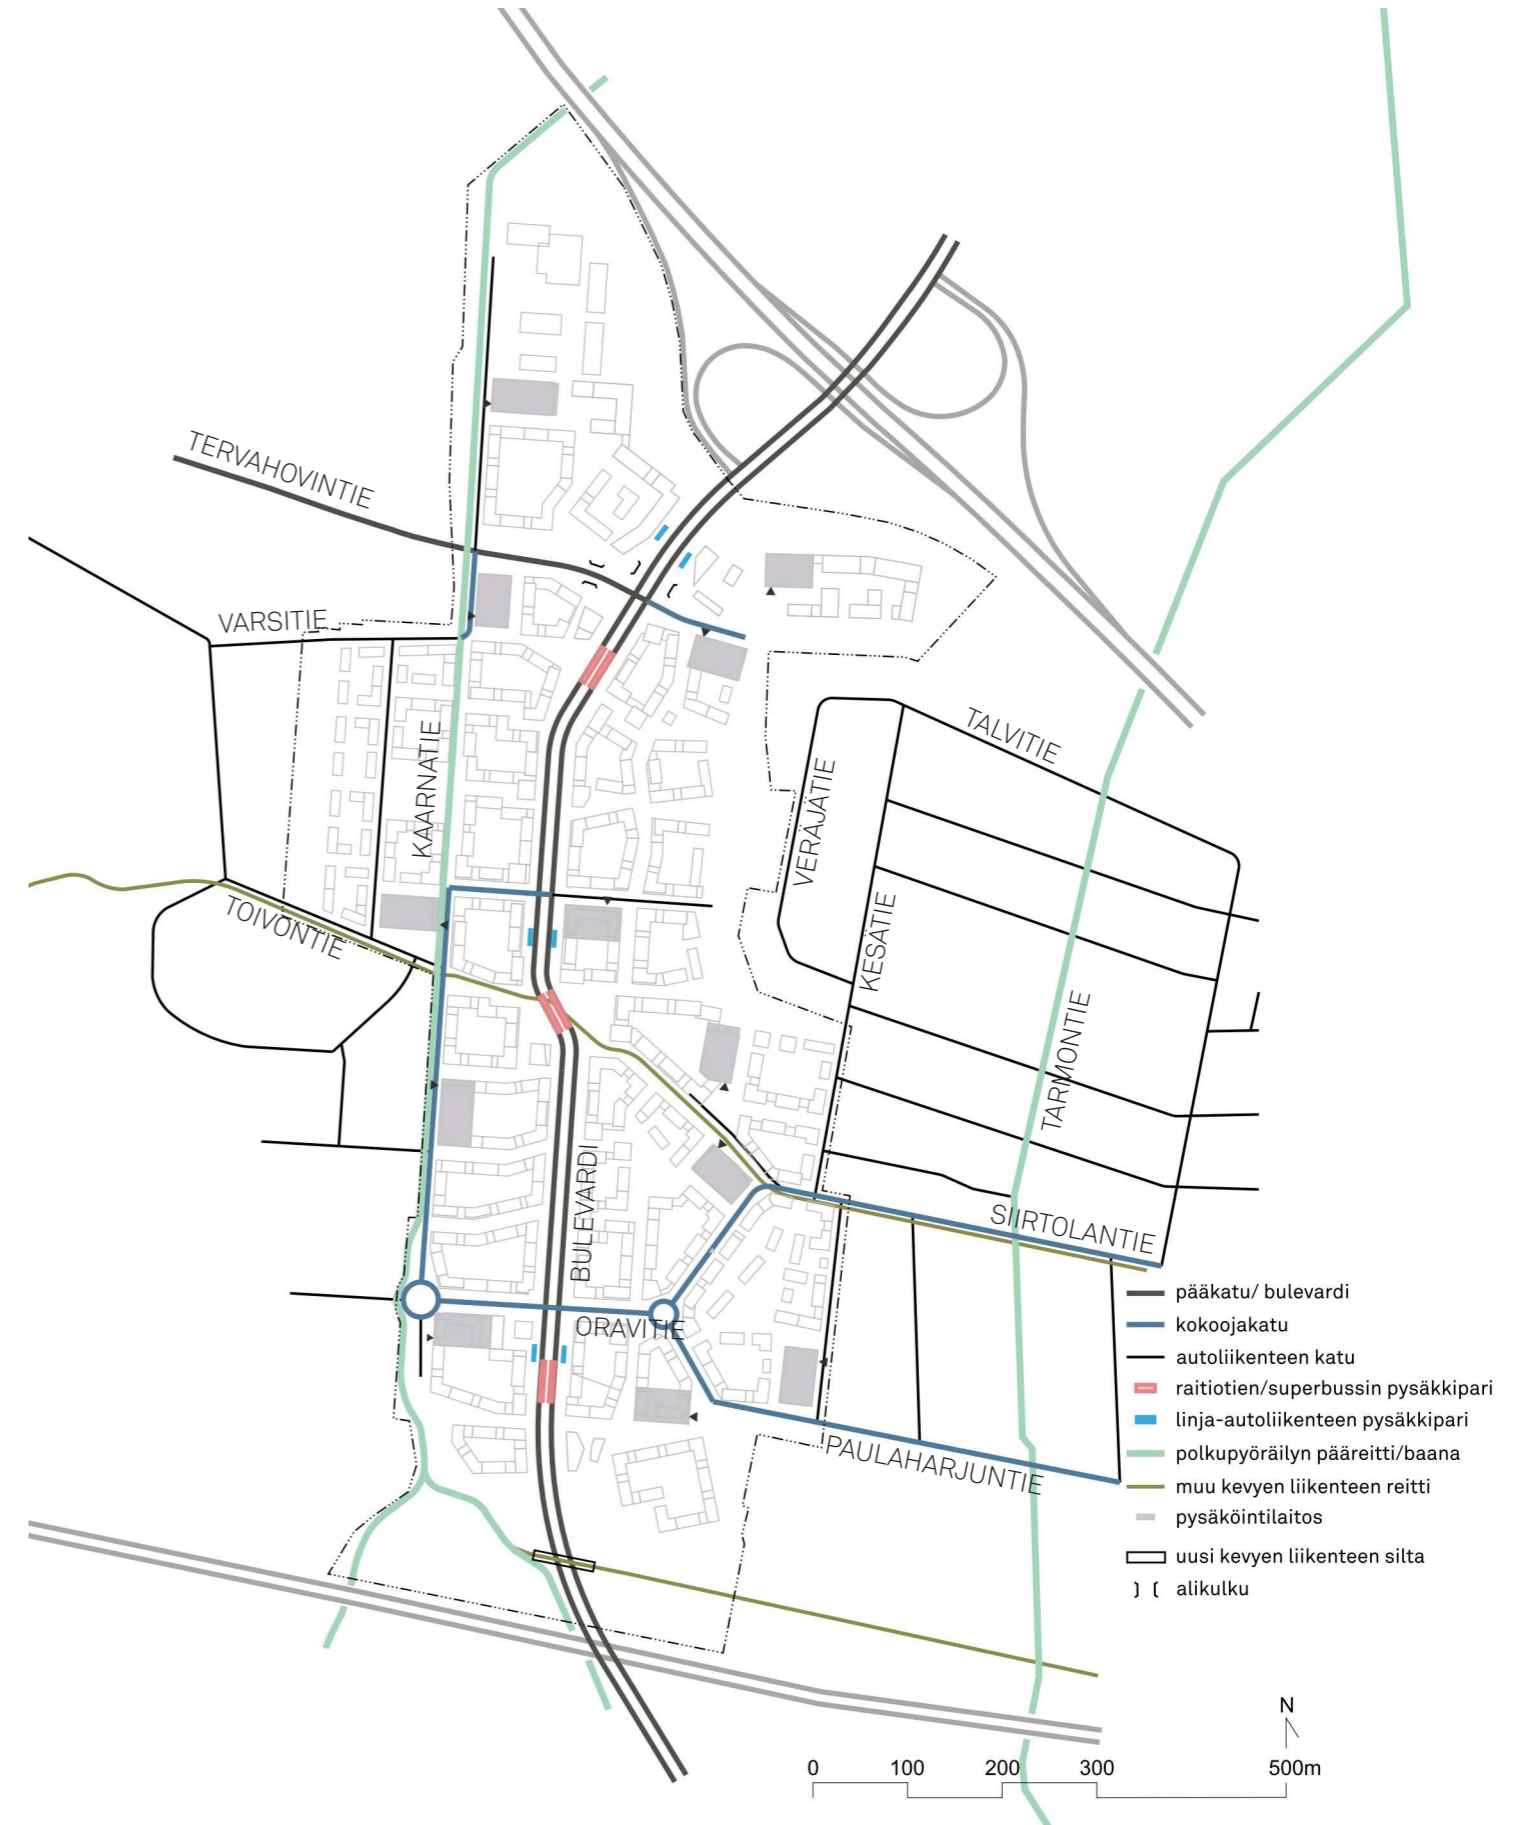 TERVAHOVINTIE
VARSITIE
KAARNATIE
TALVITIE
VERÄJÄTIE
TOIVONTIE
KESÄTIE
TARMONTIE
BULEVARDI
SIIRTOLANTIE
ORAVITIE
PAULAHARJUNTIE
pääkatu/ bulevardi
kokoojakatu
autoliikenteen katu
raitiotien/superbussin pysäkkipari
linja-autoliikenteen pysäkkipari
polkupyöräilyn pääreitti/baana
muu kevyen liikenteen reitti
pysäköintilaitos
uusi kevyen liikenteen silta
alikulku
N
0 100 200 300 500m